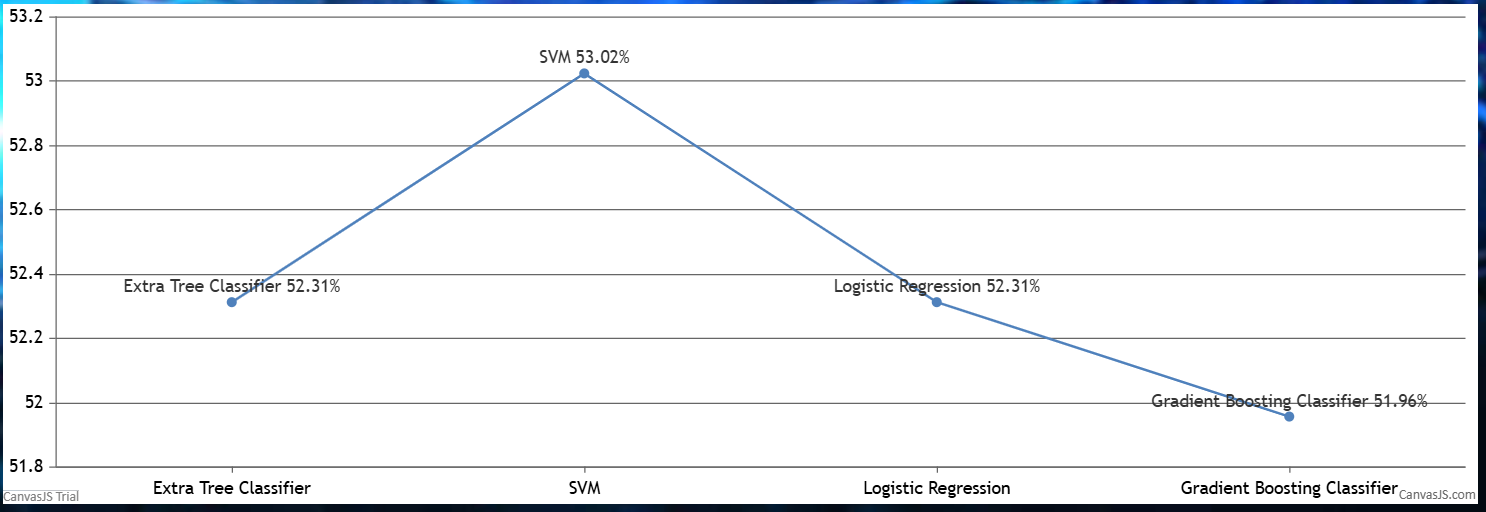 53.2
SVM 53.02%
53
52.8
52.6
52.4
Extra Tree Classifier 52.31%
Logistic Regression 52.31%
52.2
52
Gradient Boosting Classifier 51.96%
51.8
Extra Tree Classifier
SVM
Logistic Regression
Gradient Boosting Classifier
CanvasJS Trial
CanvasJS.com